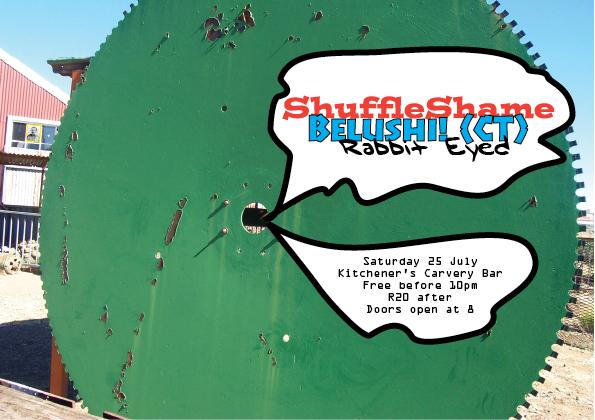 ShuffleShame
BELUSHI! (CT)
Rabbit Eyed
Saturday 25 July
Kitchener's Carvery Bar
Free before 10pm
R20 after
Doors open at 8